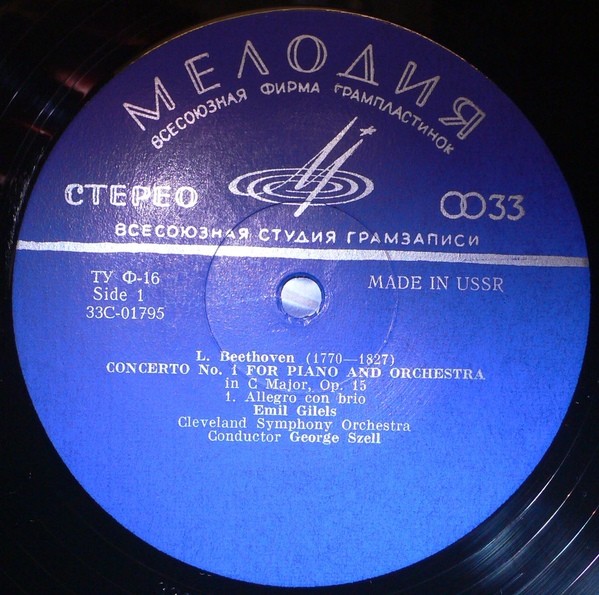 МЕЛОДИЯ
ВСЕСОЮЗНАЯ ФИРМА ГРАМПЛАСТИНОК
СТЕРЕО
33
ВСЕСОЮЗНАЯ СТУДИЯ ГРАМЗАПИСИ
ТУ Ф-16
MADE IN USSR
Side 1
33С-01795
L. Beethoven (1770—1827)
CONCERTO No. 1 FOR PIANO AND ORCHESTRA
in C Major, Op. 15
1. Allegro con brio
Emil Gilels
Cleveland Symphony Orchestra
Conductor George Szell